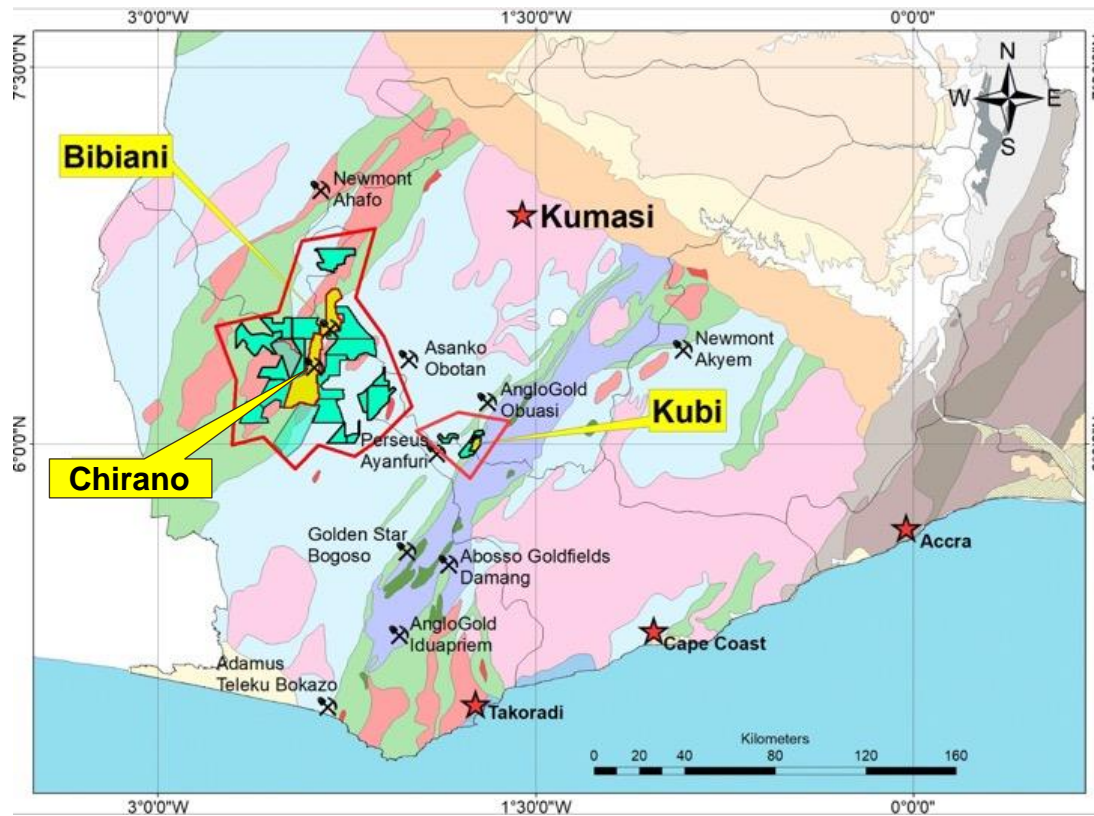 3°0'0"W
1°30'0"W
0°0'0"
7°30'0"N
N
W
E
S
Bibiani
Newmont
Ahafo
Kumasi
Asanko
Obotan
Newmont
Akyem
AngloGold
Obuasi
Kubi
6°0'0"N
Perseus
Ayanfuri
Chirano
Golden Star
Bogoso
Abosso Goldfields
Damang
Accra
AngloGold
Iduapriem
Cape Coast
Adamus
Teleku Bokazo
Takoradi
Kilometers
0 20 40 80 120 160
3°0'0"W
1°30'0"W
0°0'0"